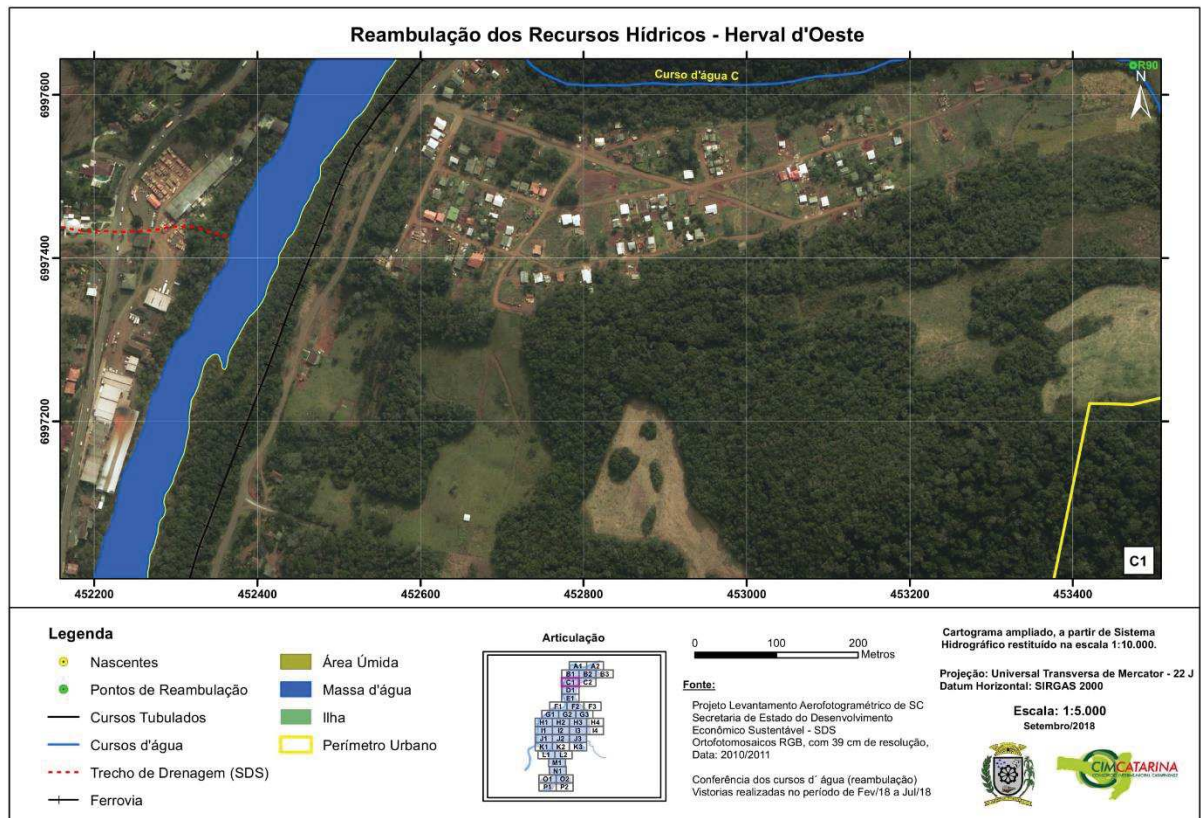 Reambulação dos Recursos Hídricos - Herval d'Oeste
Curso d'água C
R90
N
6997600
6997400
6997200
C1
452200
452400
452600
452800
453000
453200
453400
Legenda
Nascentes
Pontos de Reambulação
Cursos Tubulados
Cursos d'água
Trecho de Drenagem (SDS)
Ferrovia
Área Úmida
Massa d'água
Ilha
Perímetro Urbano
Articulação
A1 A2
B1 B2 B3
C1 C2
D1
E1
F1 F2 F3
G1 G2 G3
H1 H2 H3 H4
I1 I2 I3 I4
J1 J2 J3
K1 K2 K3
L1 L2
M1
N1
O1 O2
P1 P2
0 100 200
Metros
Fonte:
Projeto Levantamento Aerofotogramétrico de SC
Secretaria de Estado do Desenvolvimento
Econômico Sustentável - SDS
Ortofotomosaicos RGB, com 39 cm de resolução,
Data: 2010/2011
Conferência dos cursos d´ água (reambulação)
Vistorias realizadas no período de Fev/18 a Jul/18
Cartograma ampliado, a partir de Sistema
Hidrográfico restituído na escala 1:10.000.
Projeção: Universal Transversa de Mercator - 22 J
Datum Horizontal: SIRGAS 2000
Escala: 1:5.000
Setembro/2018
CIMCATARINA